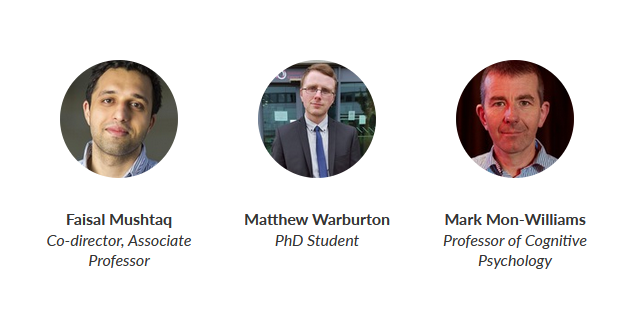 Faisal Mushtaq
Co-director, Associate
Professor
Matthew Warburton
PhD Student
Mark Mon-Williams
Professor of Cognitive
Psychology